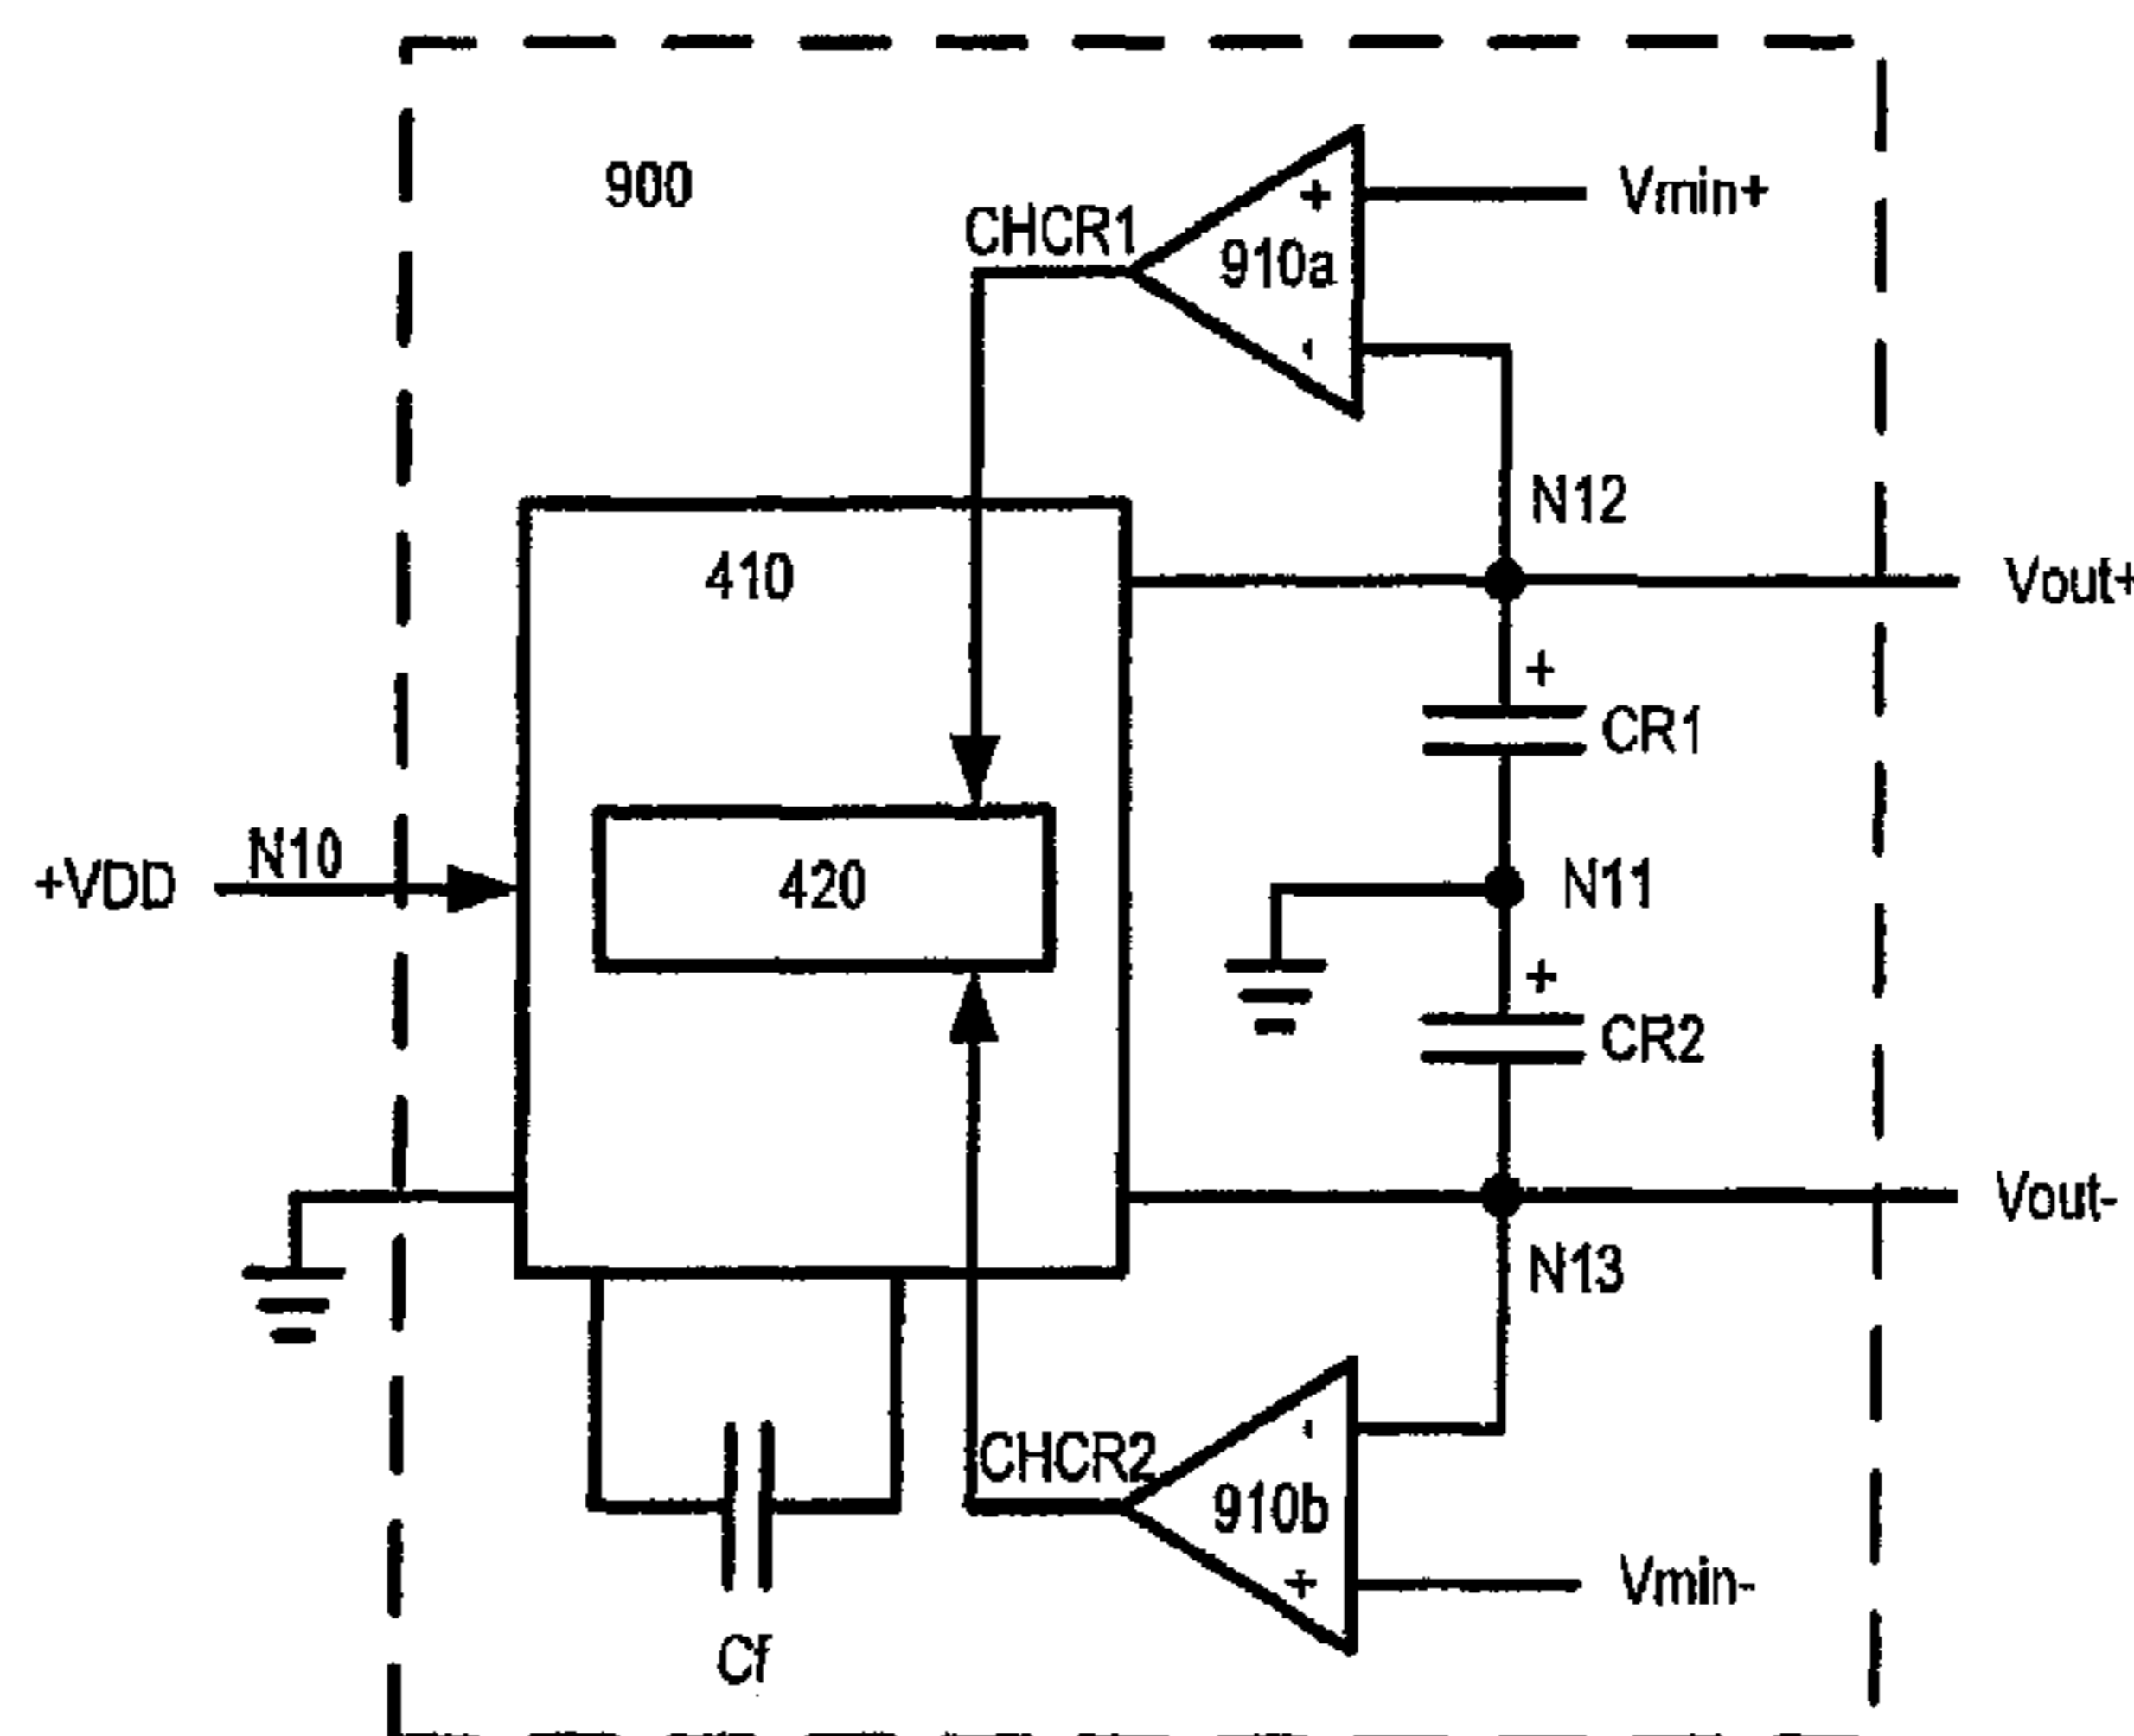 900
Vmin+
CHCR1
+
910a
-
N12
410
Vout+
+
CR1
N10
+VDD
420
N11
+
CR2
Vout-
N13
-
CHCR2
910b
+
Vmin-
Cf